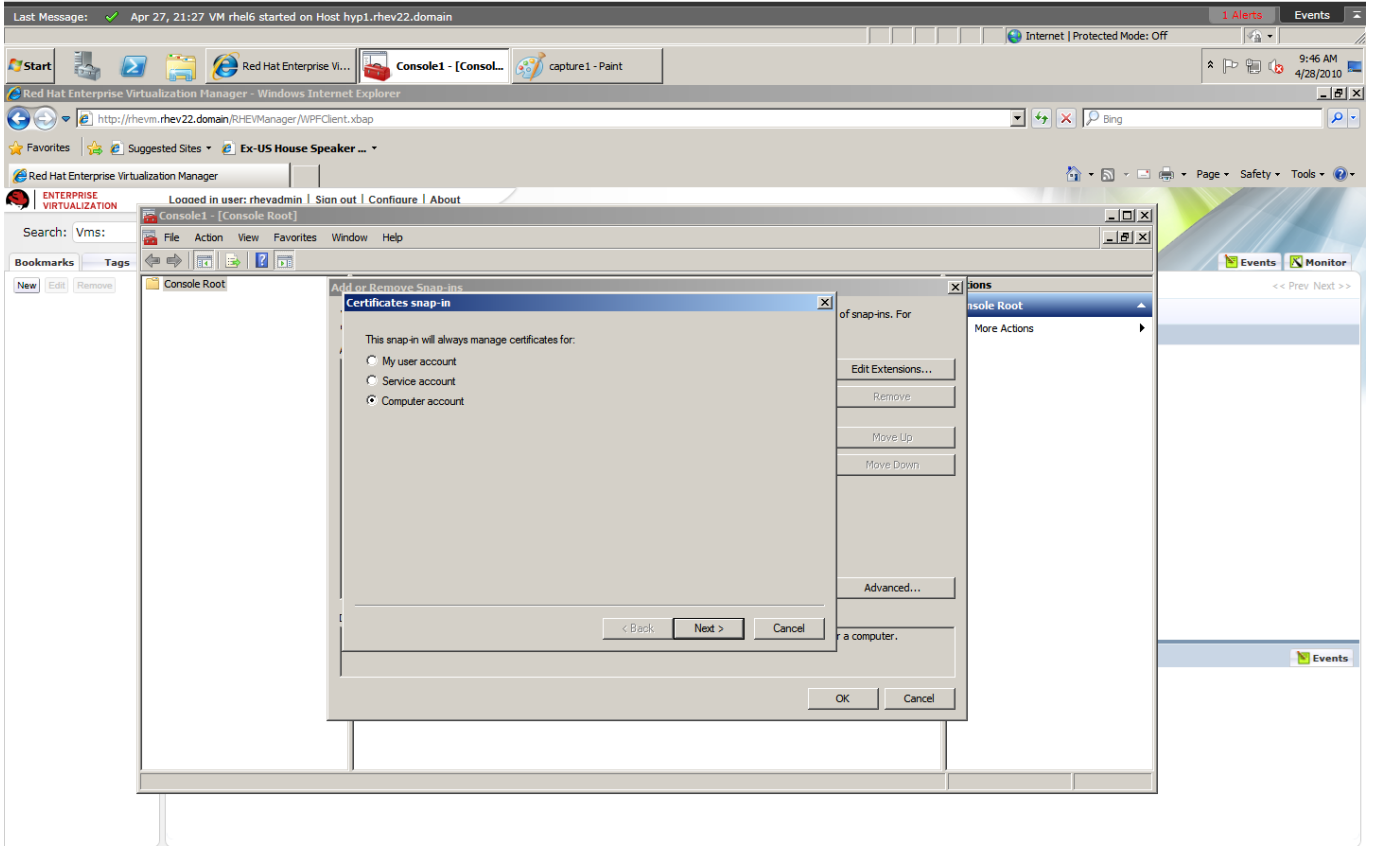 Last Message: Apr 27, 21:27 VM rhel6 started on Host hyp1.rhev22.domain 1 Alerts Events
Internet | Protected Mode: Off
Start Red Hat Enterprise Vi... Console1 - [Consol... capture1 - Paint 9:46 AM
4/28/2010
Red Hat Enterprise Virtualization Manager - Windows Internet Explorer
http://rhevm.rhev22.domain/RHEVManager/WPFClient.xbap Bing
Favorites Suggested Sites Ex-US House Speaker ...
Red Hat Enterprise Virtualization Manager Page Safety Tools
ENTERPRISE
VIRTUALIZATION
Logged in user: rhevadmin | Sign out | Configure | About
Console1 - [Console Root]
Search: Vms:
File Action View Favorites Window Help
Bookmarks Tags Events Monitor
New Edit Remove << Prev Next >>
Console Root
Add or Remove Snap-ins
Certificates snap-in
of snap-ins. For
More Actions
This snap-in will always manage certificates for:
My user account
Service account
Computer account
Edit Extensions...
Remove
Move Up
Move Down
Advanced...
< Back Next > Cancel
r a computer.
Events
OK Cancel